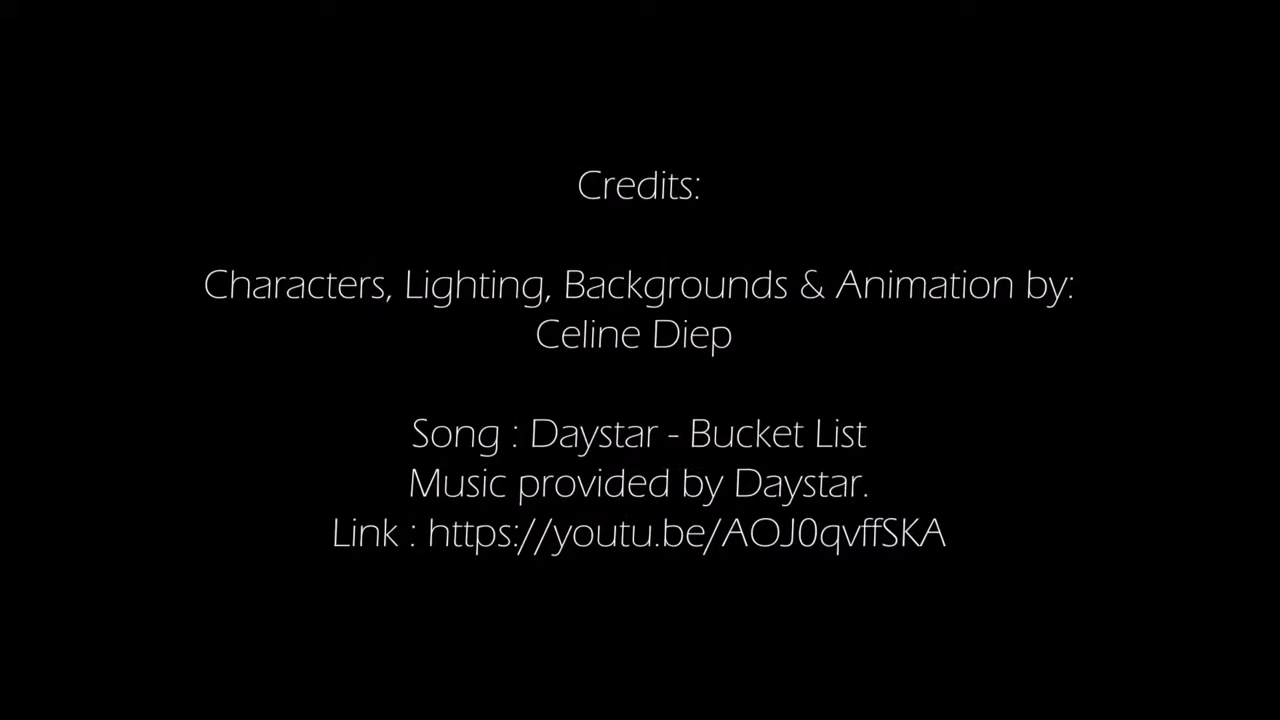 Credits:
Characters, Lighting, Backgrounds & Animation by:
Celine Diep
Song : Daystar - Bucket List
Music provided by Daystar.
Link : https://youtu.be/AOJ0qvffSKA